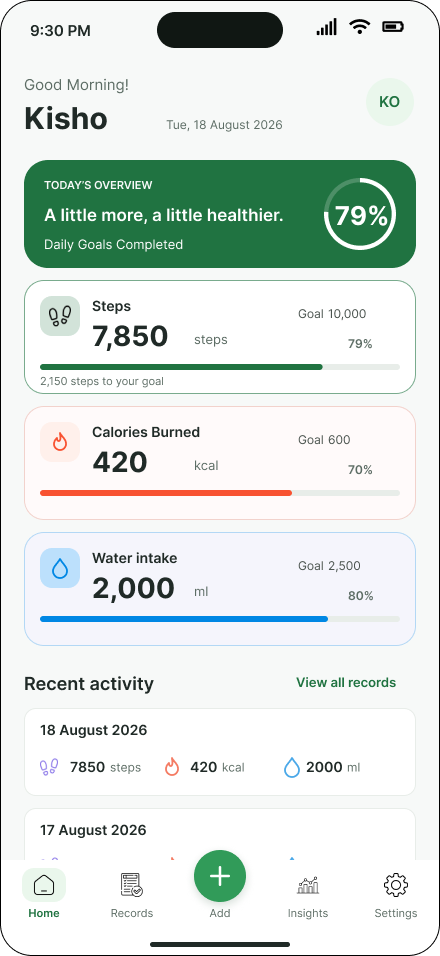 9:30 PM
Good Morning!
Kisho
Tue, 18 August 2026
KO
TODAY'S OVERVIEW
A little more, a little healthier.
Daily Goals Completed
79%
Steps
7,850 steps
Goal 10,000
79%
2,150 steps to your goal
Calories Burned
420 kcal
Goal 600
70%
Water intake
2,000 ml
Goal 2,500
80%
Recent activity
View all records
18 August 2026
7850 steps 420 kcal 2000 ml
17 August 2026
Home
Records
Add
Insights
Settings